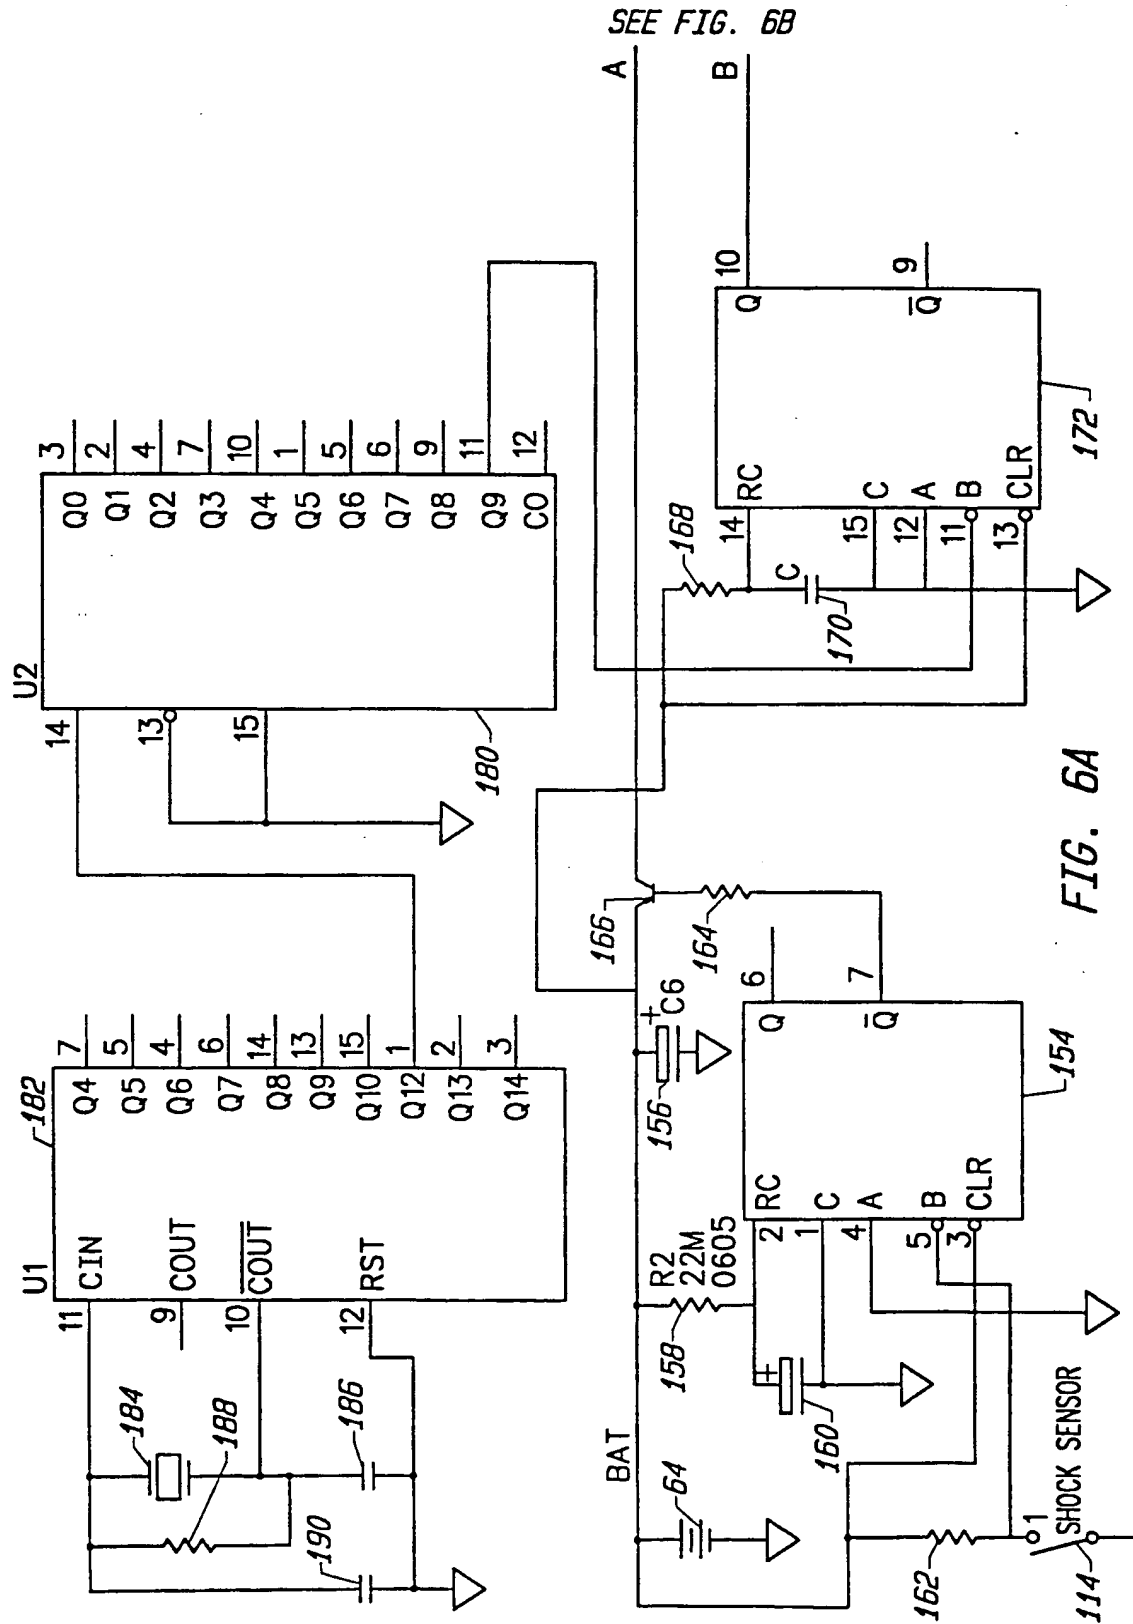 SEE FIG. 6B
A
B
U1
182
11
CIN
9
COUT
10
COUT
12
RST
Q4
7
Q5
5
Q6
4
Q7
6
Q8
14
Q9
13
Q10
15
Q12
1
Q13
2
Q14
3
184
188
186
190
U2
14
13
15
180
Q0
3
Q1
2
Q2
4
Q3
7
Q4
10
Q5
1
Q6
5
Q7
6
Q8
9
Q9
11
CO
12
BAT
64
R2
22M
0605
158
+
160
156
+
C6
166
164
162
1
SHOCK SENSOR
114
2
RC
1
C
4
A
5
B
3
CLR
Q
6
Q
7
154
168
C
170
14
RC
15
C
12
A
11
B
13
CLR
Q
10
Q
9
172
FIG. 6A